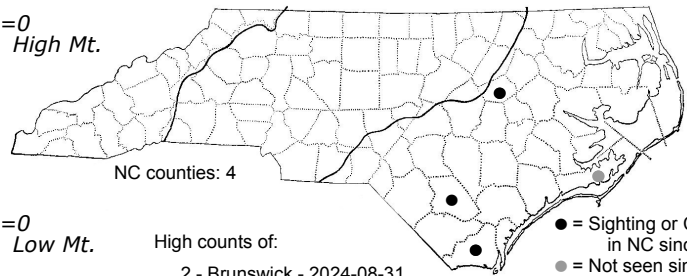 =0
High Mt.
NC counties: 4
=0
Low Mt.
High counts of:
2 - Brunswick - 2024-08-31
= Sighting or
in NC sinc
= Not seen sin